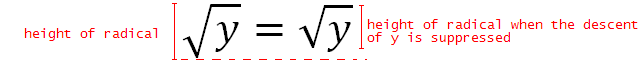 height of radical
√y = √y
height of radical when the descent
of y is suppressed